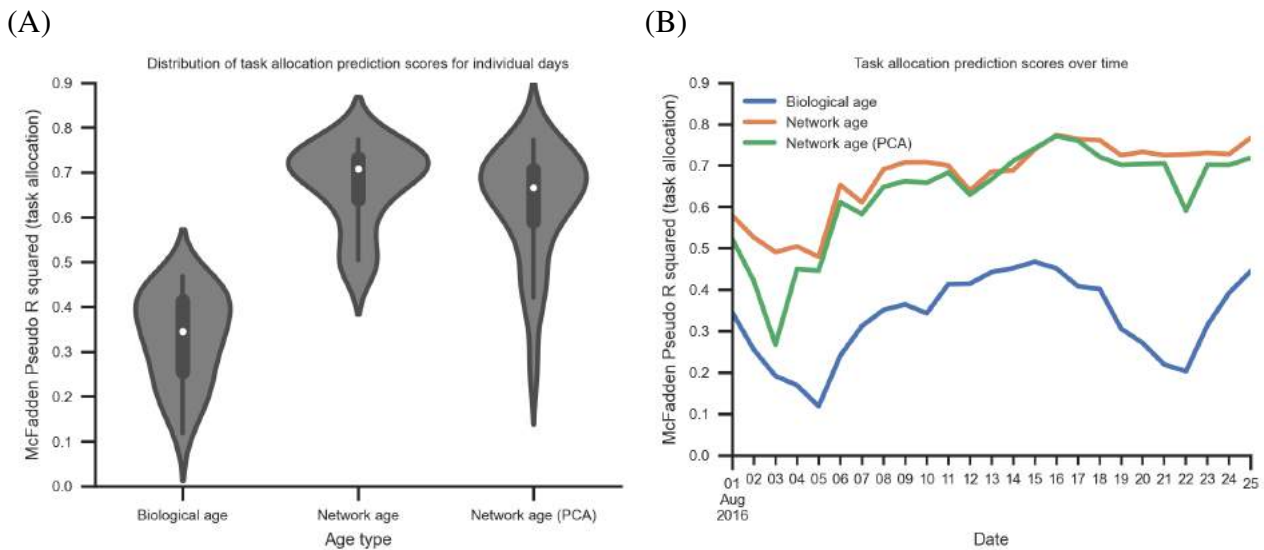 (A)
Distribution of task allocation prediction scores for individual days
McFadden Pseudo R squared (task allocation)
0.9
0.8
0.7
0.6
0.5
0.4
0.3
0.2
0.1
0.0
Biological age
Network age
Network age (PCA)
Age type
(B)
Task allocation prediction scores over time
McFadden Pseudo R squared (task allocation)
0.9
0.8
0.7
0.6
0.5
0.4
0.3
0.2
0.1
0.0
Biological age
Network age
Network age (PCA)
01 02 03 04 05 06 07 08 09 10 11 12 13 14 15 16 17 18 19 20 21 22 23 24 25
Aug
2016
Date